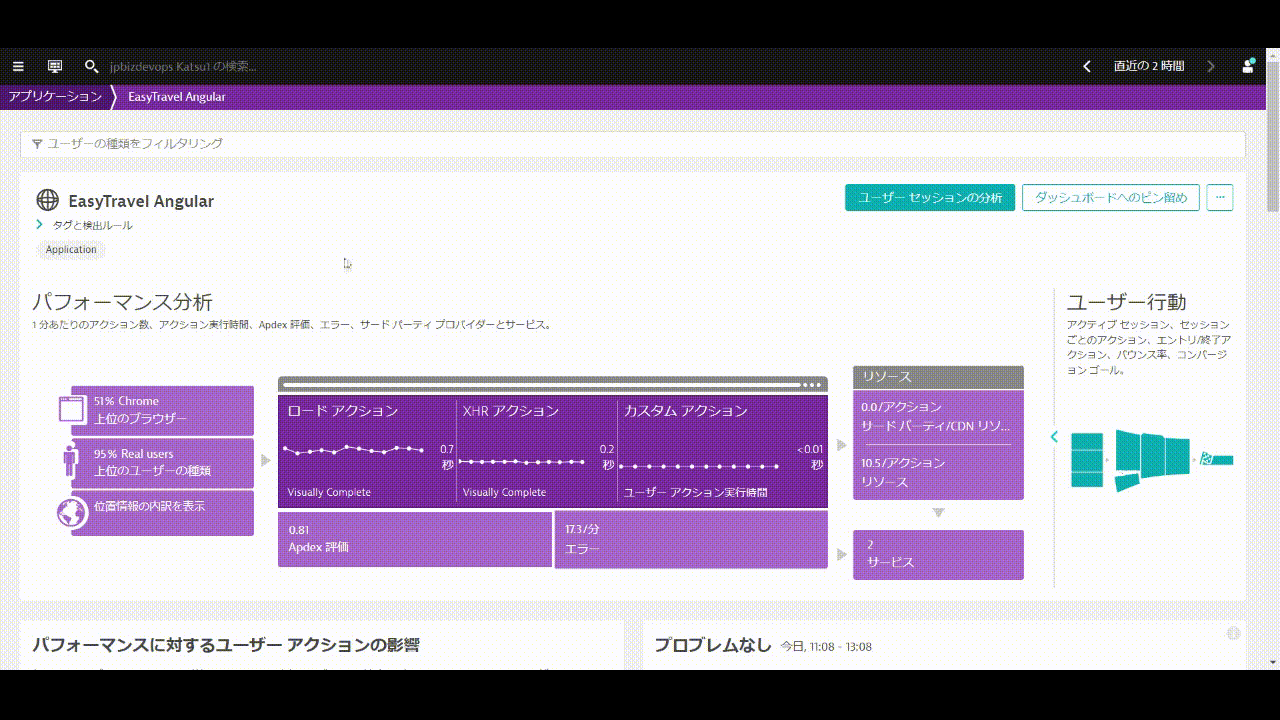 jpbizdevops Katsu1 の検索...
直近の 2 時間
アプリケーション
EasyTravel Angular
ユーザーの種類をフィルタリング
EasyTravel Angular
ユーザー セッションの分析
ダッシュボードへのピン留め
...
タグと検出ルール
Application
パフォーマンス分析
1 分あたりのアクション数、アクション実行時間、Apdex 評価、エラー、サード パーティ プロバイダーとサービス。
51% Chrome
上位のブラウザー
95% Real users
上位のユーザーの種類
位置情報の内訳を表示
ロード アクション
0.7
秒
Visually Complete
XHR アクション
0.2
秒
Visually Complete
カスタム アクション
<0.01
秒
ユーザー アクション実行時間
0.81
Apdex 評価
17.3/分
エラー
リソース
0.0/アクション
サード パーティ/CDN リソ...
10.5/アクション
リソース
2
サービス
ユーザー行動
アクティブ セッション、セッション
ごとのアクション、エントリ/終了ア
クション、バウンス率、コンバージ
ョン ゴール。
パフォーマンスに対するユーザー アクションの影響
プロブレムなし 今日, 11:08 - 13:08